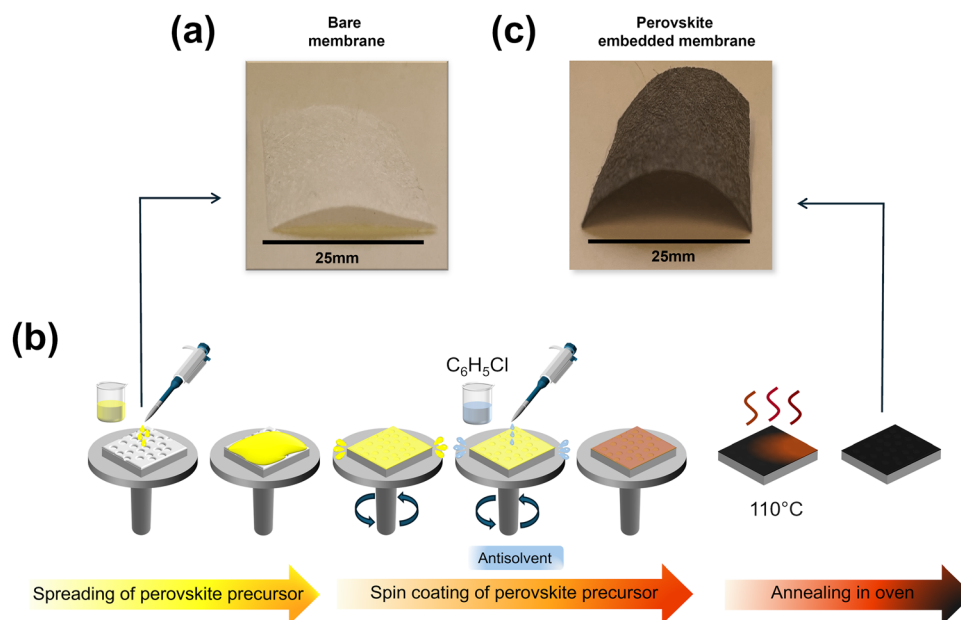 (a)
Bare
membrane
25mm
(c)
Perovskite
embedded membrane
25mm
(b)
C₆H₅Cl
110°C
Antisolvent
Spreading of perovskite precursor
Spin coating of perovskite precursor
Annealing in oven